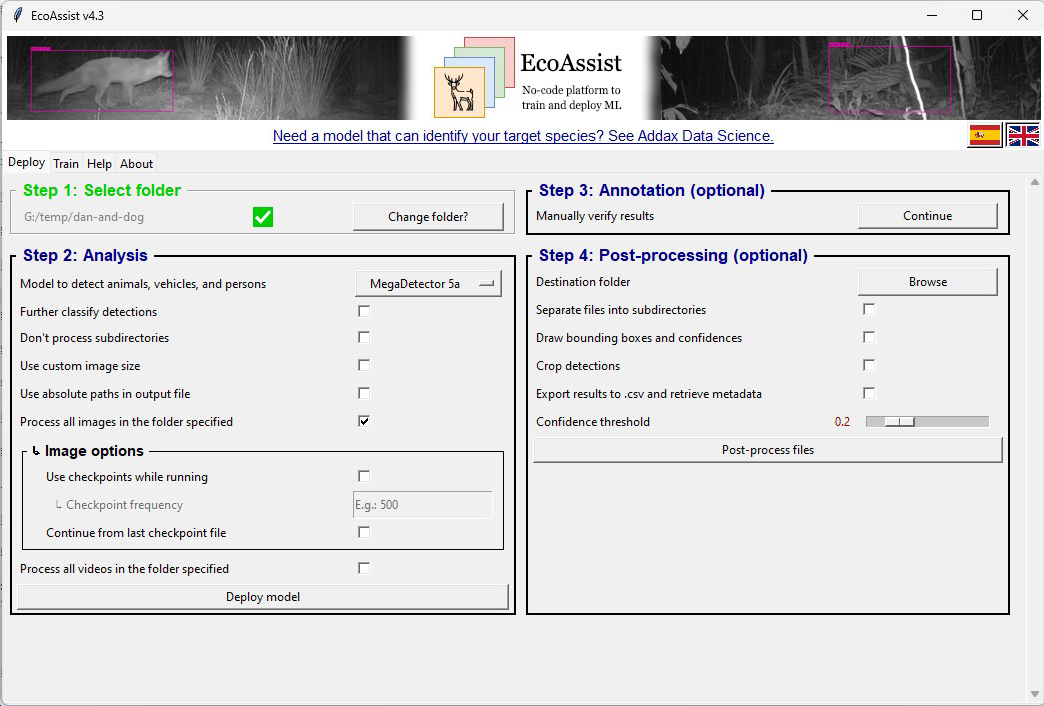 EcoAssist v4.3
EcoAssist
No-code platform to
train and deploy ML
Need a model that can identify your target species? See Addax Data Science.
Deploy Train Help About
Step 1: Select folder
G:/temp/dan-and-dog
Change folder?
Step 2: Analysis
Model to detect animals, vehicles, and persons
MegaDetector 5a
Further classify detections
Don't process subdirectories
Use custom image size
Use absolute paths in output file
Process all images in the folder specified
↳ Image options
Use checkpoints while running
↳ Checkpoint frequency
E.g.: 500
Continue from last checkpoint file
Process all videos in the folder specified
Deploy model
Step 3: Annotation (optional)
Manually verify results
Continue
Step 4: Post-processing (optional)
Destination folder
Browse
Separate files into subdirectories
Draw bounding boxes and confidences
Crop detections
Export results to .csv and retrieve metadata
Confidence threshold
0.2
Post-process files